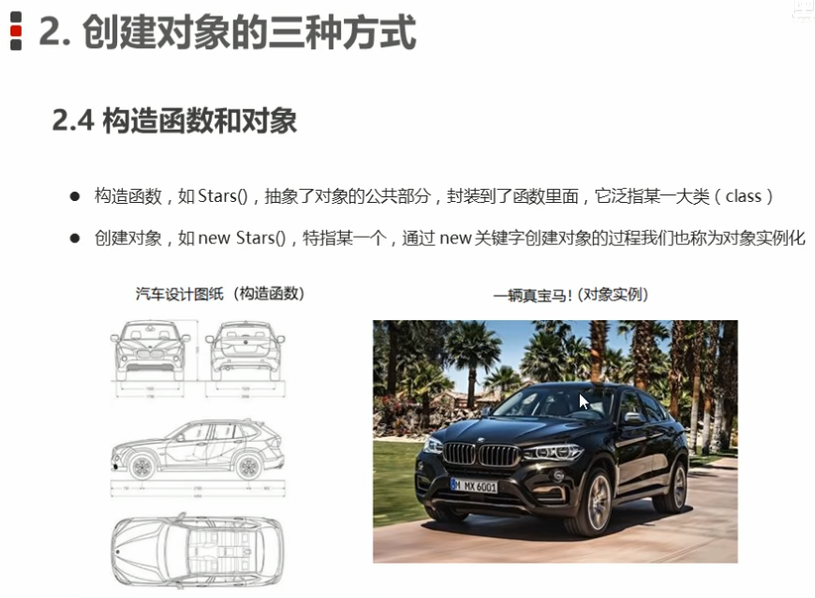 2. 创建对象的三种方式
2.4 构造函数和对象
● 构造函数，如 Stars()，抽象了对象的公共部分，封装到了函数里面，它泛指某一大类（class）
● 创建对象，如 new Stars()，特指某一个，通过 new 关键字创建对象的过程我们也称为对象实例化
汽车设计图纸（构造函数）
一辆真宝马！（对象实例）
M MX 6001